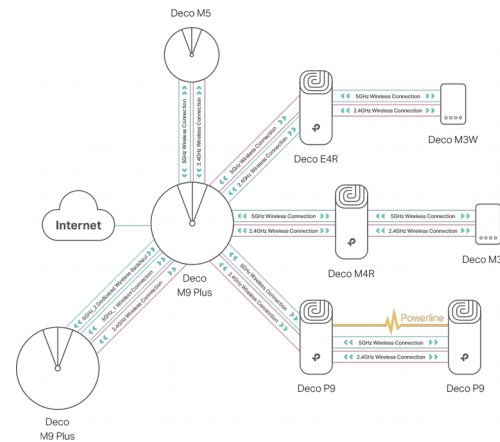 Deco M5
5GHz Wireless Connection
2.4GHz Wireless Connection
5GHz Wireless Connection
2.4GHz Wireless Connection
Deco E4R
5GHz Wireless Connection
2.4GHz Wireless Connection
Deco M3W
Internet
Deco
M9 Plus
5GHz Wireless Connection
2.4GHz Wireless Connection
Deco M4R
5GHz Wireless Connection
2.4GHz Wireless Connection
Deco M3
5GHz_2 Dedicated Wireless Backhaul
5GHz_1 Wireless Connection
2.4GHz Wireless Connection
Deco
M9 Plus
5GHz Wireless Connection
2.4GHz Wireless Connection
Deco P9
Powerline
5GHz Wireless Connection
2.4GHz Wireless Connection
Deco P9